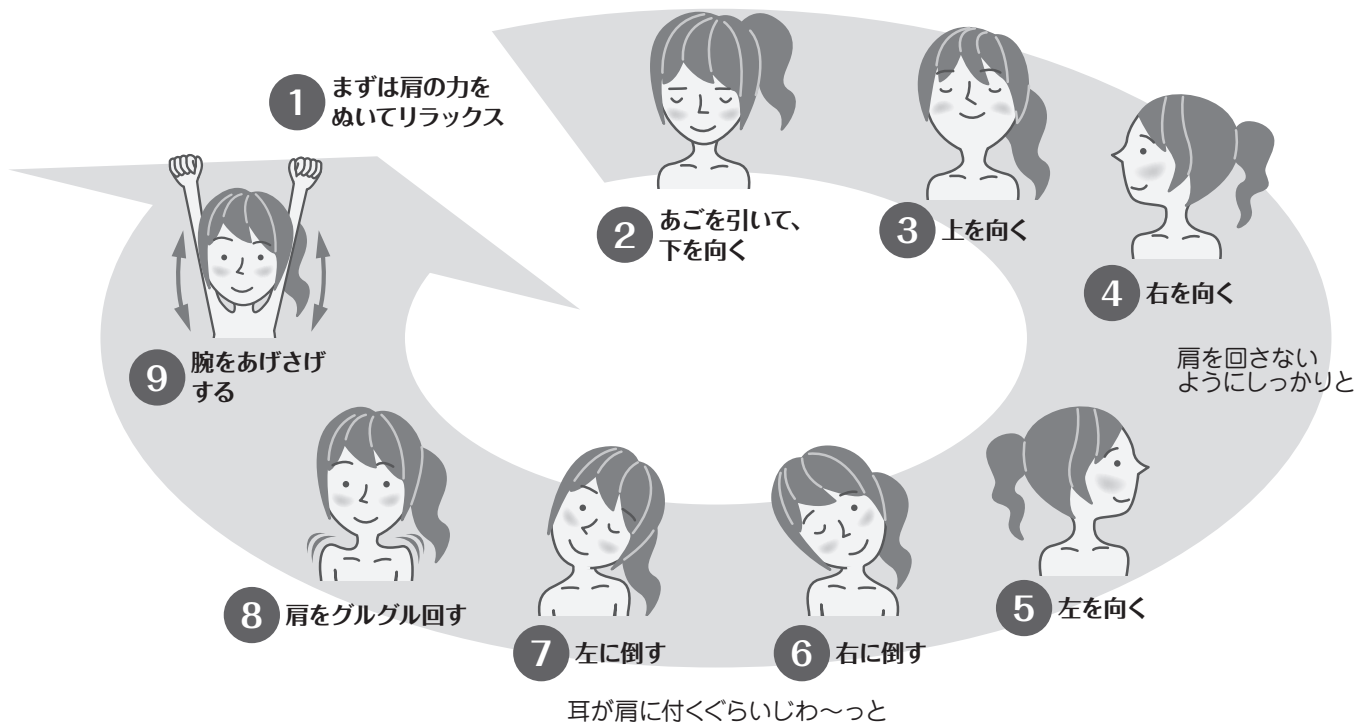 1 まずは肩の力を
ぬいてリラックス
2 あごを引いて、
下を向く
3 上を向く
4 右を向く
肩を回さない
ようにしっかりと
5 左を向く
6 右に倒す
7 左に倒す
耳が肩に付くぐらいじわ〜っと
8 肩をグルグル回す
9 腕をあげさげ
する